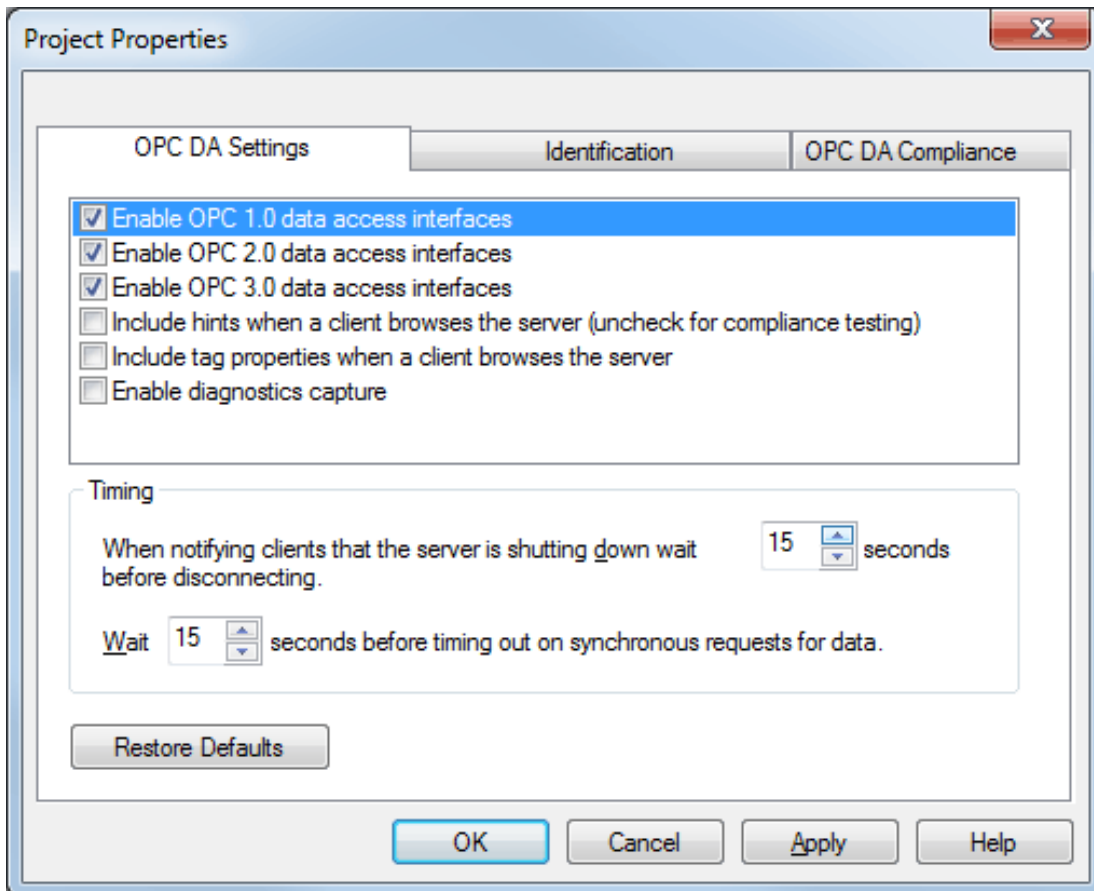 Project Properties
OPC DA Settings
Identification
OPC DA Compliance
Enable OPC 1.0 data access interfaces
Enable OPC 2.0 data access interfaces
Enable OPC 3.0 data access interfaces
Include hints when a client browses the server (uncheck for compliance testing)
Include tag properties when a client browses the server
Enable diagnostics capture
Timing
When notifying clients that the server is shutting down wait 15 seconds
before disconnecting.
Wait 15 seconds before timing out on synchronous requests for data.
Restore Defaults
OK Cancel Apply Help